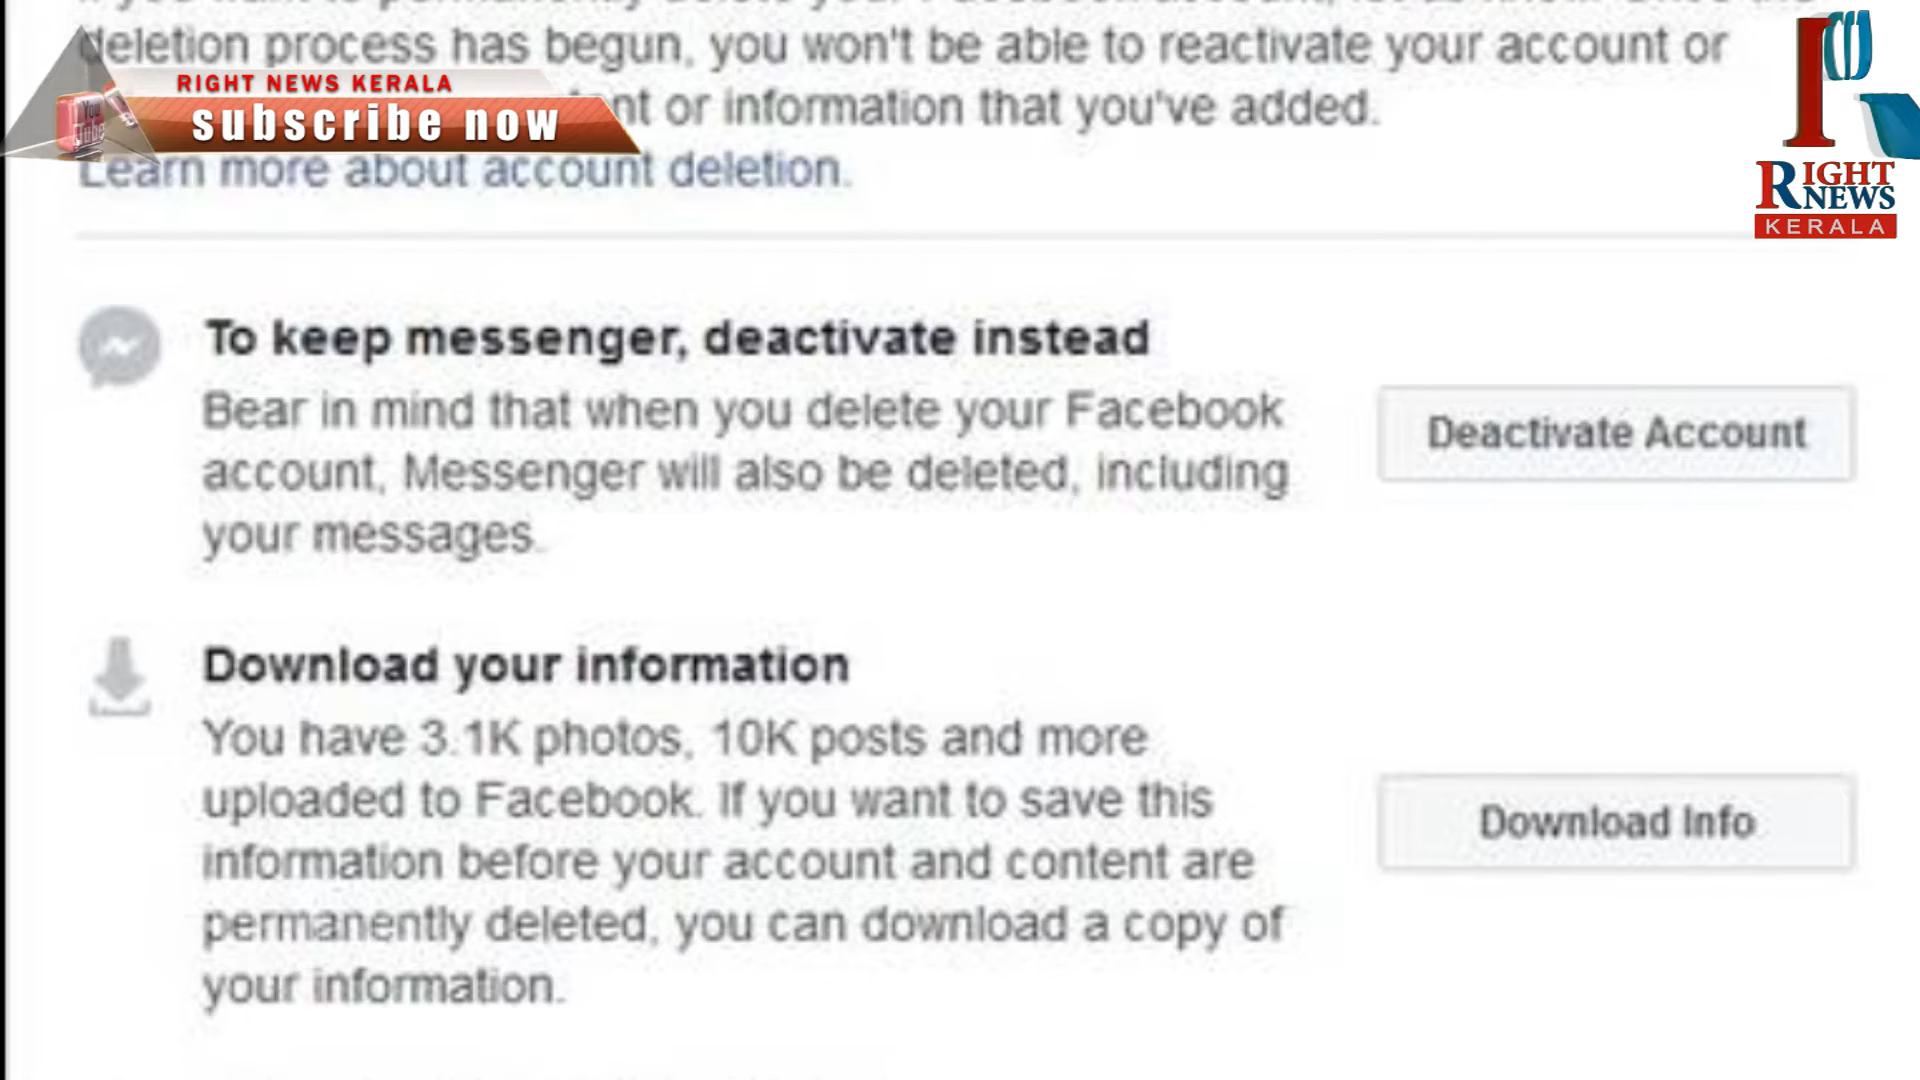 deletion process has begun, you won't be able to reactivate your account or
RIGHT NEWS KERALA
subscribe now
nt or information that you've added.
Learn more about account deletion.
RIGHT
NEWS
KERALA
To keep messenger, deactivate instead
Bear in mind that when you delete your Facebook
account, Messenger will also be deleted, including
your messages.
Deactivate Account
Download your information
You have 3.1K photos, 10K posts and more
uploaded to Facebook. If you want to save this
information before your account and content are
permanently deleted, you can download a copy of
your information.
Download Info